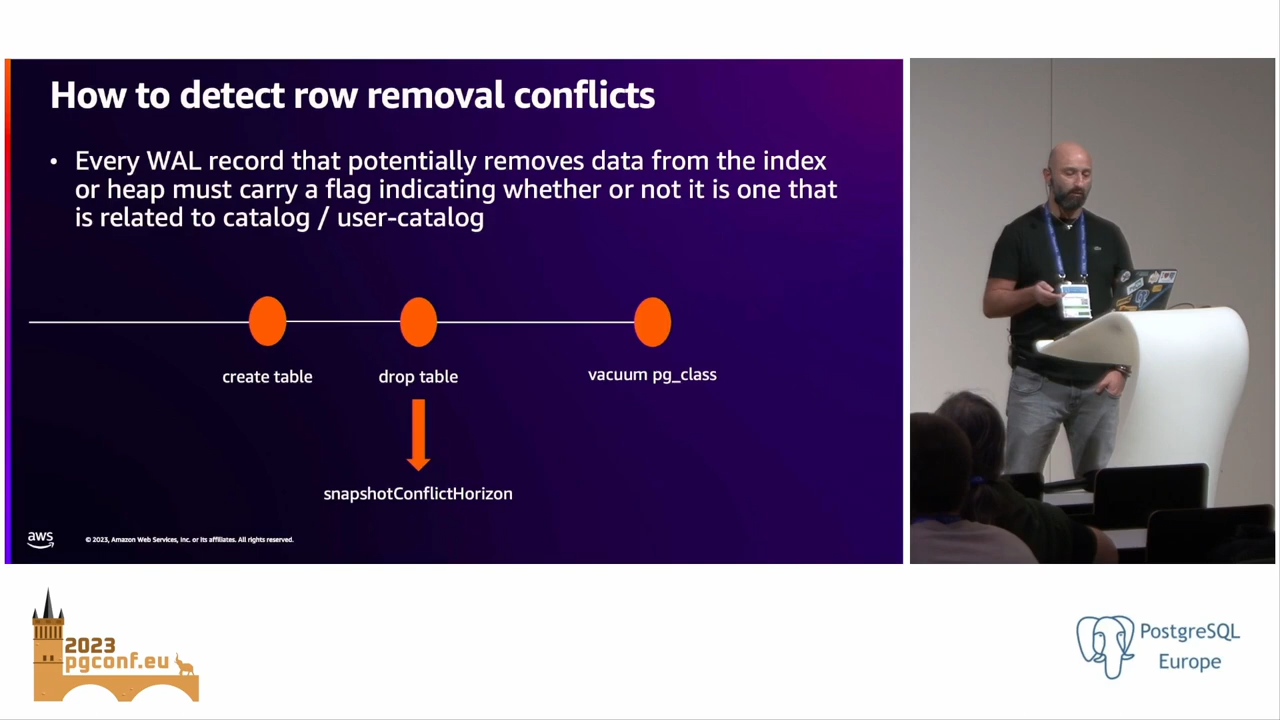 How to detect row removal conflicts
• Every WAL record that potentially removes data from the index
or heap must carry a flag indicating whether or not it is one that
is related to catalog / user-catalog
create table
drop table
vacuum pg_class
snapshotConflictHorizon
aws
© 2023, Amazon Web Services, Inc. or its affiliates. All rights reserved.
2023
pgconf.eu
PostgreSQL
Europe